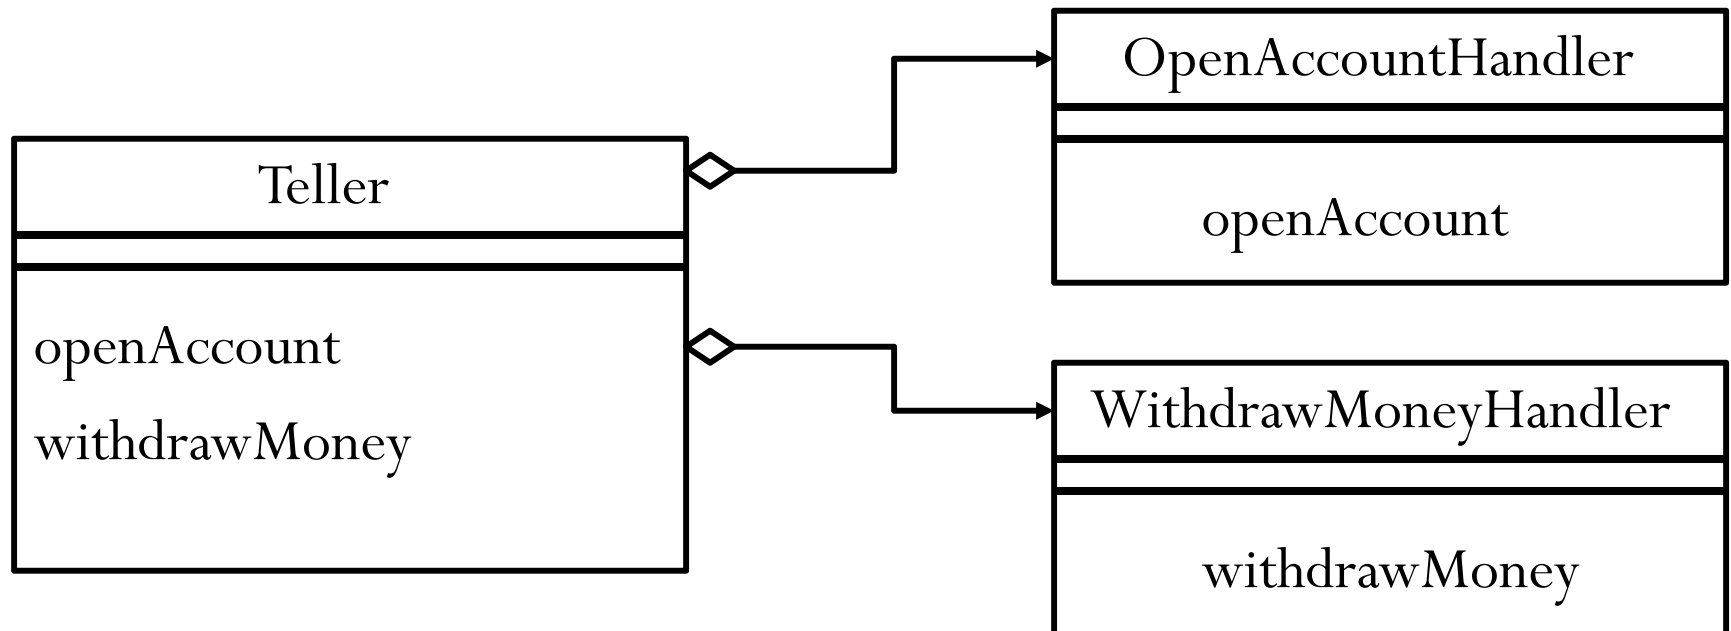 Teller
openAccount
withdrawMoney
OpenAccountHandler
openAccount
WithdrawMoneyHandler
withdrawMoney